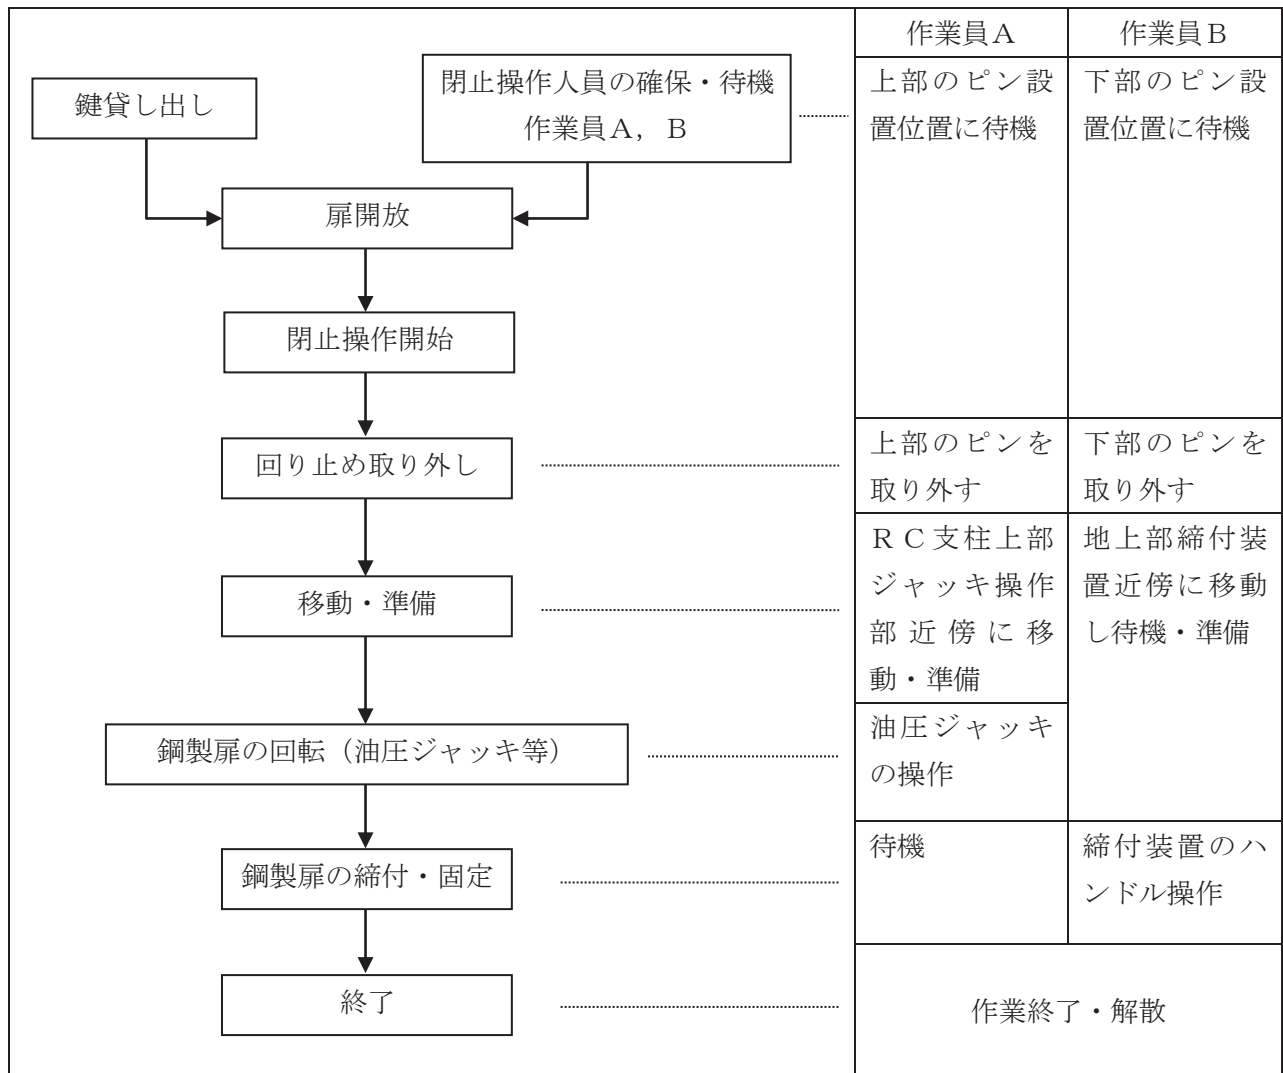 作業員A
作業員B
鍵貸し出し
閉止操作人員の確保・待機
作業員A，B
上部のピン設
置位置に待機
下部のピン設
置位置に待機
扉開放
閉止操作開始
回り止め取り外し
上部のピンを
取り外す
下部のピンを
取り外す
移動・準備
ＲＣ支柱上部
ジャッキ操作
部近傍に移
動・準備
地上部締付装
置近傍に移動
し待機・準備
鋼製扉の回転（油圧ジャッキ等）
油圧ジャッキ
の操作
鋼製扉の締付・固定
待機
締付装置のハ
ンドル操作
終了
作業終了・解散